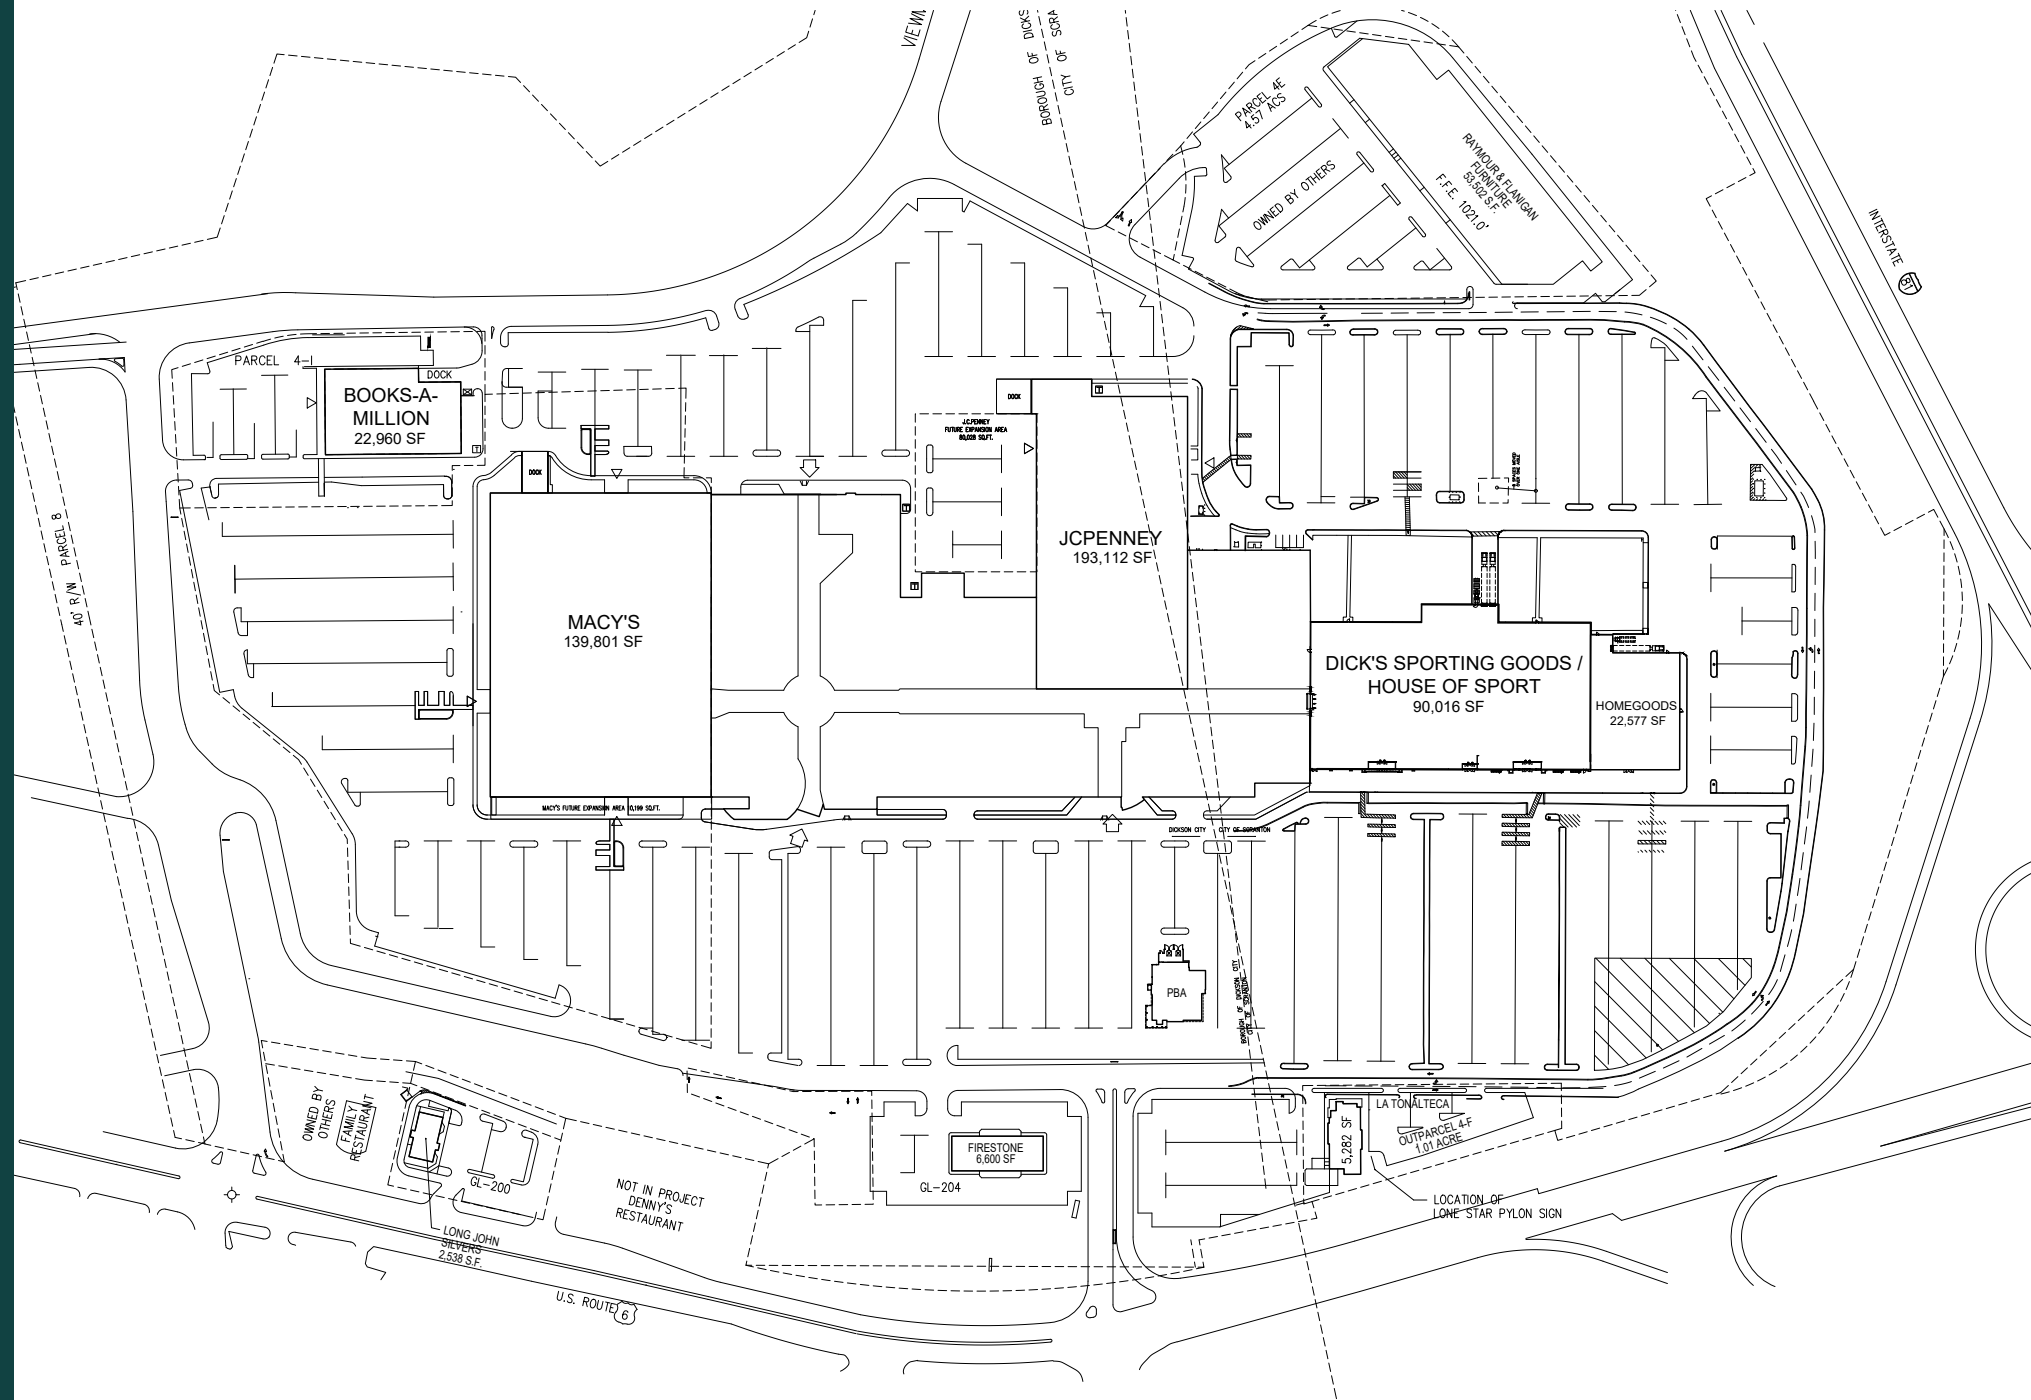 VIEWM
BOROUGH OF DICKS
CITY OF SCRA
PARCEL 4E
4.57 ACS
OWNED BY OTHERS
RAYMOUR & FLANIGAN
FURNITURE
53,502 S.F.
F.F.E. 1021.0'
INTERSTATE
81
PARCEL 4-I
DOCK
BOOKS-A-
MILLION
22,960 SF
DOCK
J.C.PENNEY
FUTURE EXPANSION AREA
80,028 SQ.FT.
DOCK
40' R/W PARCEL 8
JCPENNEY
193,112 SF
MACY'S
139,801 SF
DICK'S SPORTING GOODS /
HOUSE OF SPORT
90,016 SF
HOMEGOODS
22,577 SF
MACY'S FUTURE EXPANSION AREA
DICKSON CITY
CITY OF SCRANTON
PBA
BOROUGH OF DICKSON CITY
CITY OF SCRANTON
OWNED BY
OTHERS
FAMILY
RESTAURANT
GL-200
LONG JOHN
SILVERS
2,538 S.F.
NOT IN PROJECT
DENNY'S
RESTAURANT
FIRESTONE
6,600 SF
GL-204
5,282 SF
LA TONALTECA
OUTPARCEL 4-F
1.01 ACRE
LOCATION OF
LONE STAR PYLON SIGN
U.S. ROUTE
6